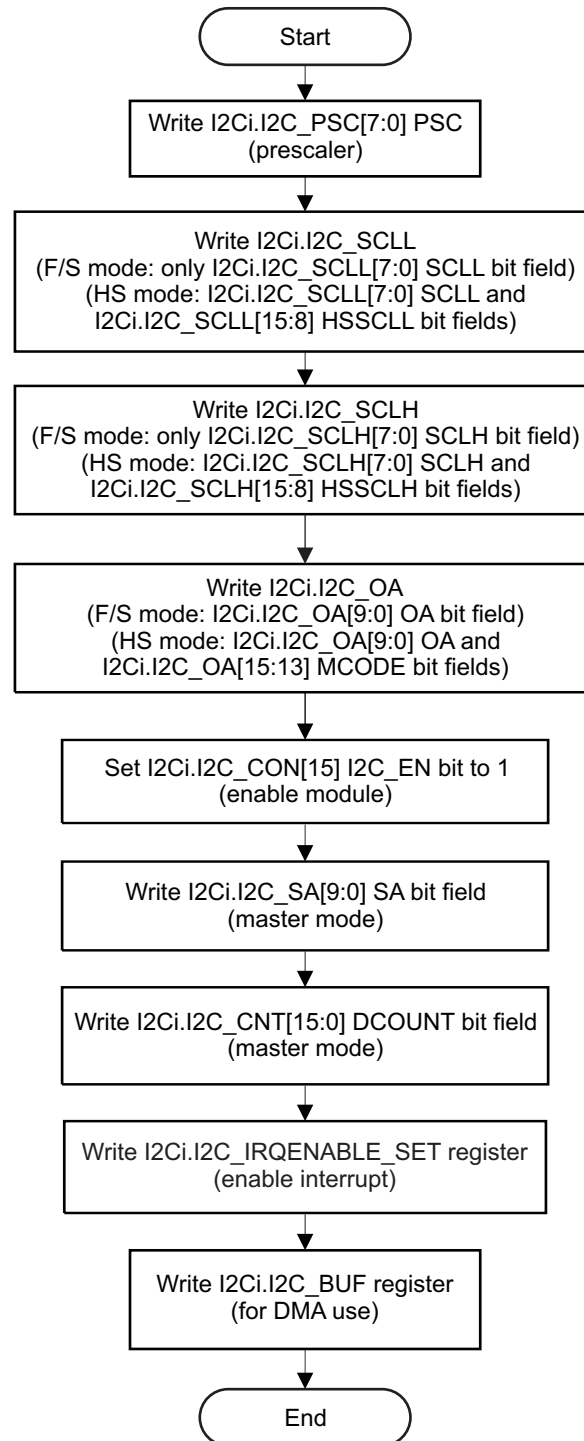 Start
Write I2Ci.I2C_PSC[7:0] PSC
(prescaler)
Write I2Ci.I2C_SCLL
(F/S mode: only I2Ci.I2C_SCLL[7:0] SCLL bit field)
(HS mode: I2Ci.I2C_SCLL[7:0] SCLL and
I2Ci.I2C_SCLL[15:8] HSSCLL bit fields)
Write I2Ci.I2C_SCLH
(F/S mode: only I2Ci.I2C_SCLH[7:0] SCLH bit field)
(HS mode: I2Ci.I2C_SCLH[7:0] SCLH and
I2Ci.I2C_SCLH[15:8] HSSCLH bit fields)
Write I2Ci.I2C_OA
(F/S mode: I2Ci.I2C_OA[9:0] OA bit field)
(HS mode: I2Ci.I2C_OA[9:0] OA and
I2Ci.I2C_OA[15:13] MCODE bit fields)
Set I2Ci.I2C_CON[15] I2C_EN bit to 1
(enable module)
Write I2Ci.I2C_SA[9:0] SA bit field
(master mode)
Write I2Ci.I2C_CNT[15:0] DCOUNT bit field
(master mode)
Write I2Ci.I2C_IRQENABLE_SET register
(enable interrupt)
Write I2Ci.I2C_BUF register
(for DMA use)
End